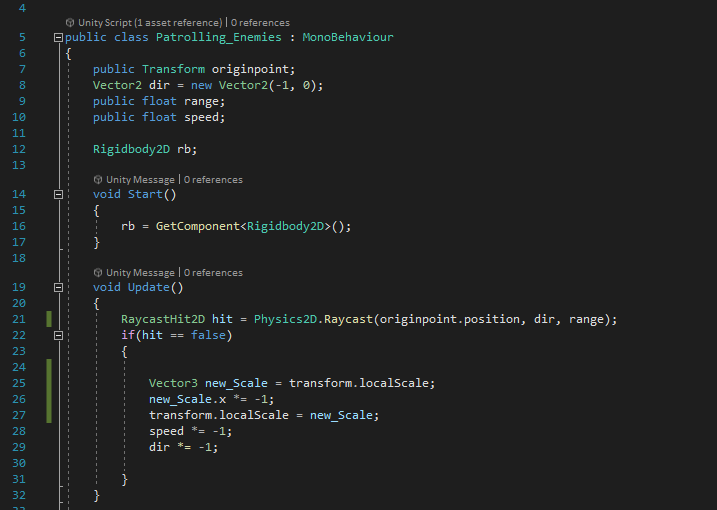 4
Unity Script (1 asset reference) | 0 references
5 public class Patrolling_Enemies : MonoBehaviour
6 {
7 public Transform originpoint;
8 Vector2 dir = new Vector2(-1, 0);
9 public float range;
10 public float speed;
11
12 Rigidbody2D rb;
13
Unity Message | 0 references
14 void Start()
15 {
16 rb = GetComponent<Rigidbody2D>();
17 }
18
Unity Message | 0 references
19 void Update()
20 {
21 RaycastHit2D hit = Physics2D.Raycast(originpoint.position, dir, range);
22 if(hit == false)
23 {
24
25 Vector3 new_Scale = transform.localScale;
26 new_Scale.x *= -1;
27 transform.localScale = new_Scale;
28 speed *= -1;
29 dir *= -1;
30
31 }
32 }
33